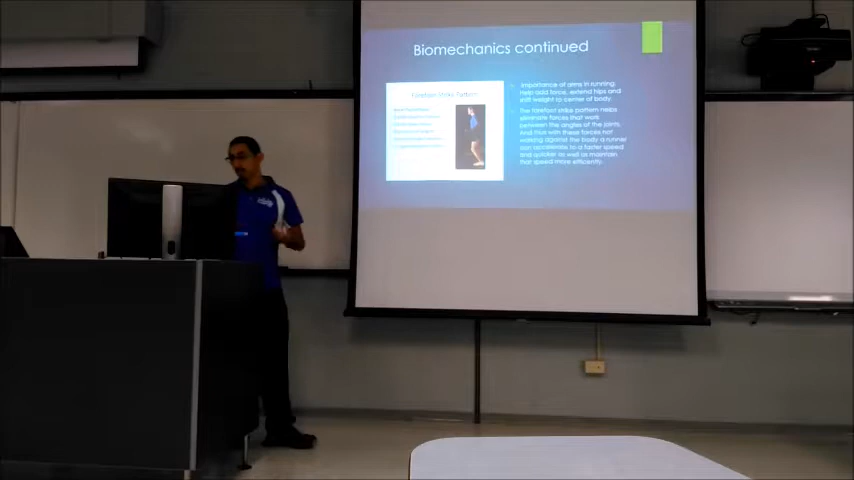 Biomechanics continued
Forefoot Strike Pattern
Importance of arms in running:
Help add force, extend hips and
shift weight to center of body.
The forefoot strike pattern helps
eliminate forces that work
between the angles of the joints.
And thus with these forces not
working against the body a runner
can accelerate to a faster speed
and quicker as well as maintain
that speed more efficiently.